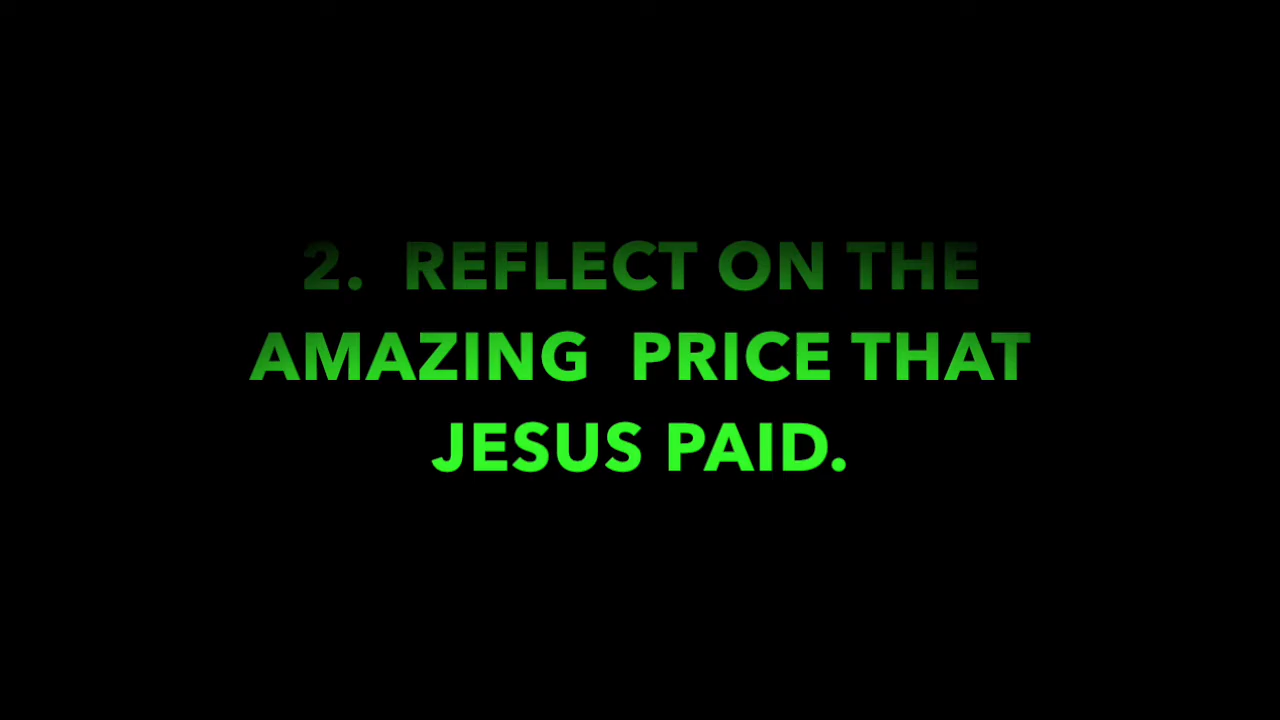 2.  REFLECT ON THE
AMAZING  PRICE THAT
JESUS PAID.